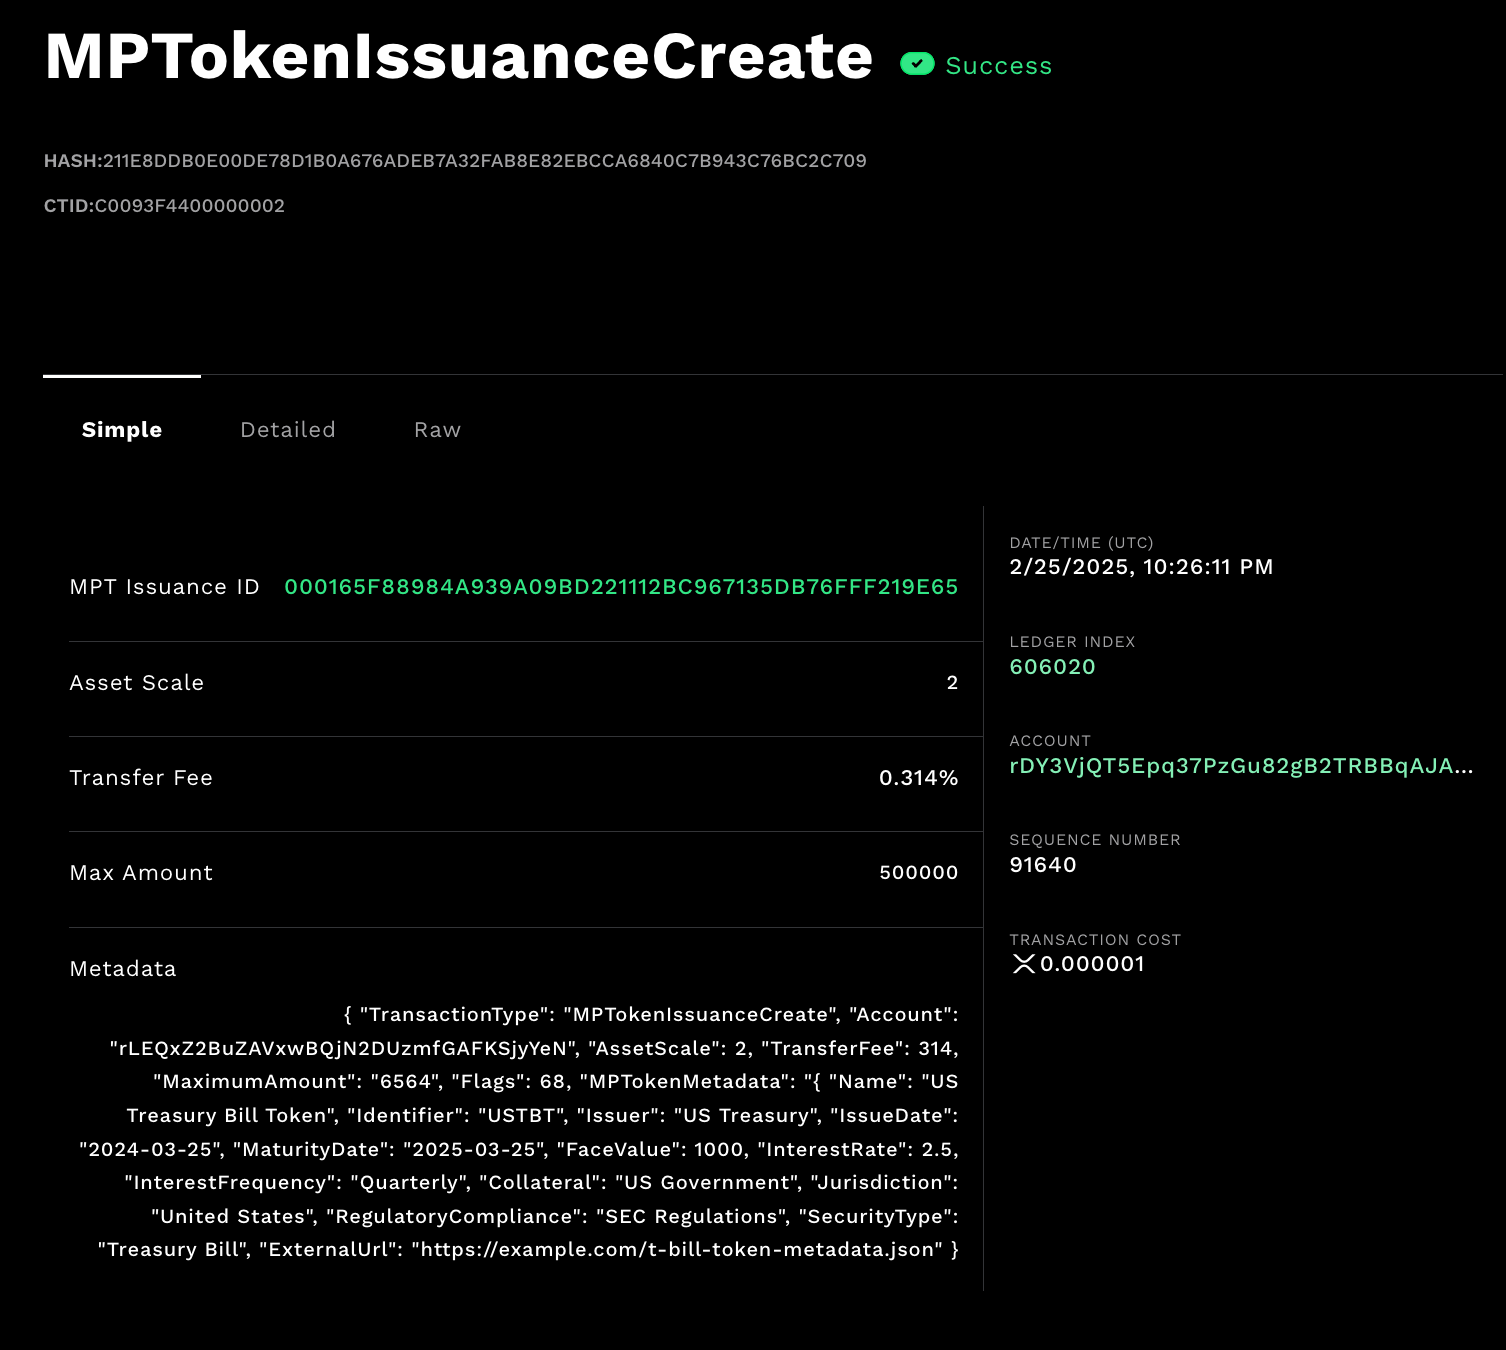 MPTokenIssuanceCreate Success
HASH:211E8DDB0E00DE78D1B0A676ADEB7A32FAB8E82EBCCA6840C7B943C76BC2C709
CTID:C0093F4400000002
Simple Detailed Raw
MPT Issuance ID 000165F88984A939A09BD221112BC967135DB76FFF219E65
Asset Scale 2
Transfer Fee 0.314%
Max Amount 500000
Metadata
{ "TransactionType": "MPTokenIssuanceCreate", "Account":
"rLEQxZ2BuZAVxwBQjN2DUzmfGAFKSjyYeN", "AssetScale": 2, "TransferFee": 314,
"MaximumAmount": "6564", "Flags": 68, "MPTokenMetadata": "{ "Name": "US
Treasury Bill Token", "Identifier": "USTBT", "Issuer": "US Treasury", "IssueDate":
"2024-03-25", "MaturityDate": "2025-03-25", "FaceValue": 1000, "InterestRate": 2.5,
"InterestFrequency": "Quarterly", "Collateral": "US Government", "Jurisdiction":
"United States", "RegulatoryCompliance": "SEC Regulations", "SecurityType":
"Treasury Bill", "ExternalUrl": "https://example.com/t-bill-token-metadata.json" }
DATE/TIME (UTC)
2/25/2025, 10:26:11 PM
LEDGER INDEX
606020
ACCOUNT
rDY3VjQT5Epq37PzGu82gB2TRBBqAJA...
SEQUENCE NUMBER
91640
TRANSACTION COST
0.000001